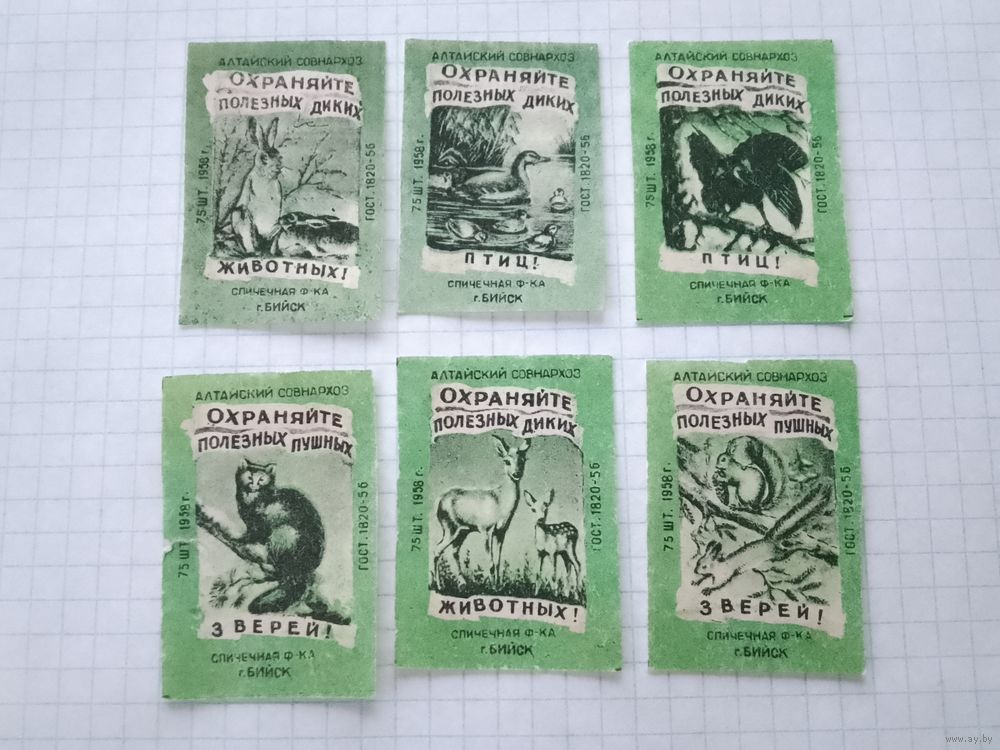 АЛТАЙСКИЙ СОВНАРХОЗ
ОХРАНЯЙТЕ
ПОЛЕЗНЫХ ДИКИХ
75 ШТ. 1958 г.
ГОСТ. 1820-56
ЖИВОТНЫХ!
СПИЧЕЧНАЯ Ф-КА
г. БИЙСК
АЛТАЙСКИЙ СОВНАРХОЗ
ОХРАНЯЙТЕ
ПОЛЕЗНЫХ ДИКИХ
75 ШТ. 1958 г.
ГОСТ. 1820-56
ПТИЦ!
СПИЧЕЧНАЯ Ф-КА
г. БИЙСК
АЛТАЙСКИЙ СОВНАРХОЗ
ОХРАНЯЙТЕ
ПОЛЕЗНЫХ ДИКИХ
75 ШТ. 1958 г.
ГОСТ. 1820-56
ПТИЦ!
СПИЧЕЧНАЯ Ф-КА
г. БИЙСК
АЛТАЙСКИЙ СОВНАРХОЗ
ОХРАНЯЙТЕ
ПОЛЕЗНЫХ ПУШНЫХ
75 ШТ. 1958 г.
ГОСТ. 1820-56
ЗВЕРЕЙ!
СПИЧЕЧНАЯ Ф-КА
г. БИЙСК
АЛТАЙСКИЙ СОВНАРХОЗ
ОХРАНЯЙТЕ
ПОЛЕЗНЫХ ДИКИХ
75 ШТ. 1958 г.
ГОСТ. 1820-56
ЖИВОТНЫХ!
СПИЧЕЧНАЯ Ф-КА
г. БИЙСК
АЛТАЙСКИЙ СОВНАРХОЗ
ОХРАНЯЙТЕ
ПОЛЕЗНЫХ ПУШНЫХ
75 ШТ. 1958 г.
ГОСТ. 1820-56
ЗВЕРЕЙ!
СПИЧЕЧНАЯ Ф-КА
г. БИЙСК
www.ay.by